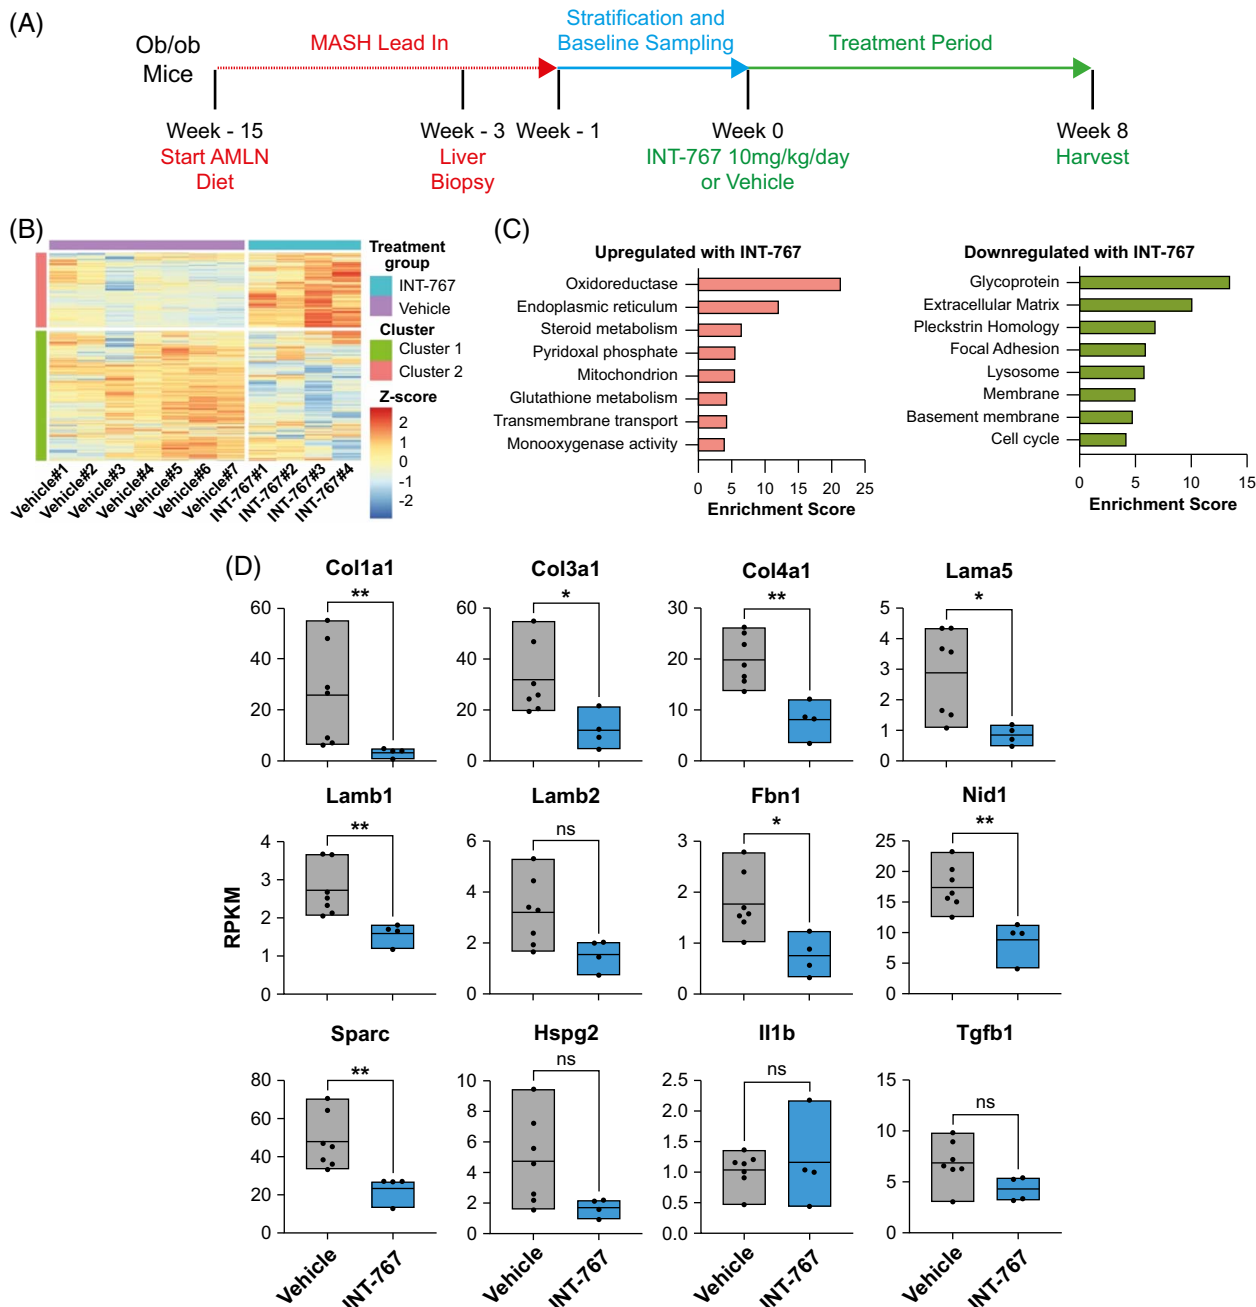 (A)
Ob/ob
Mice
MASH Lead In
Stratification and
Baseline Sampling
Treatment Period
Week - 15
Start AMLN
Diet
Week - 3
Liver
Biopsy
Week - 1
Week 0
INT-767 10mg/kg/day
or Vehicle
Week 8
Harvest
(B)
Treatment
group
INT-767
Vehicle
Cluster
Cluster 1
Cluster 2
Z-score
2
1
0
-1
-2
Vehicle#1
Vehicle#2
Vehicle#3
Vehicle#4
Vehicle#5
Vehicle#6
Vehicle#7
INT-767#1
INT-767#2
INT-767#3
INT-767#4
(C)
Upregulated with INT-767
Oxidoreductase
Endoplasmic reticulum
Steroid metabolism
Pyridoxal phosphate
Mitochondrion
Glutathione metabolism
Transmembrane transport
Monooxygenase activity
0 5 10 15 20 25
Enrichment Score
Downregulated with INT-767
Glycoprotein
Extracellular Matrix
Pleckstrin Homology
Focal Adhesion
Lysosome
Membrane
Basement membrane
Cell cycle
0 5 10 15
Enrichment Score
(D)
RPKM
Col1a1
**
60
40
20
0
Col3a1
*
60
40
20
0
Col4a1
**
30
20
10
0
Lama5
*
5
4
3
2
1
0
Lamb1
**
4
3
2
1
0
Lamb2
ns
6
4
2
0
Fbn1
*
3
2
1
0
Nid1
**
25
20
15
10
5
0
Sparc
**
80
60
40
20
0
Vehicle
INT-767
Hspg2
ns
10
8
6
4
2
0
Vehicle
INT-767
Il1b
ns
2.5
2.0
1.5
1.0
0.5
0.0
Vehicle
INT-767
Tgfb1
ns
15
10
5
0
Vehicle
INT-767